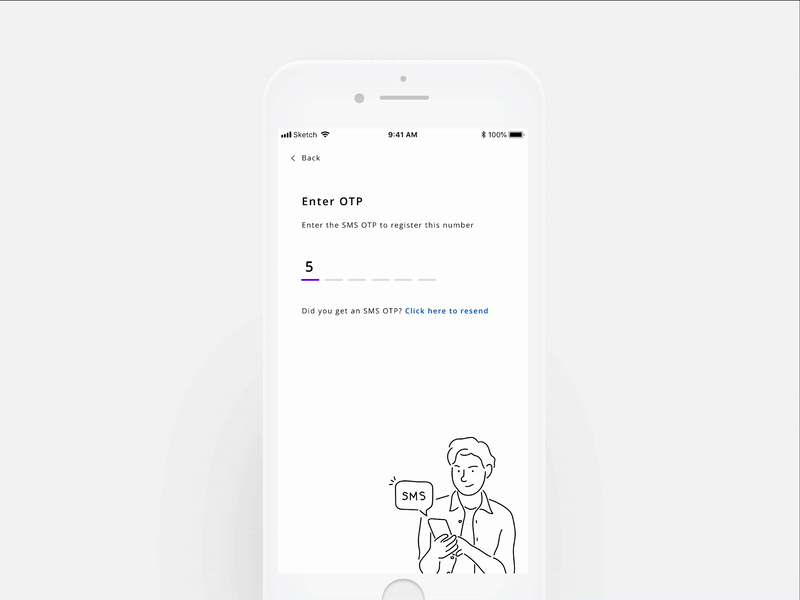 Sketch 9:41 AM 100%
Back
Enter OTP
Enter the SMS OTP to register this number
5
Did you get an SMS OTP? Click here to resend
SMS